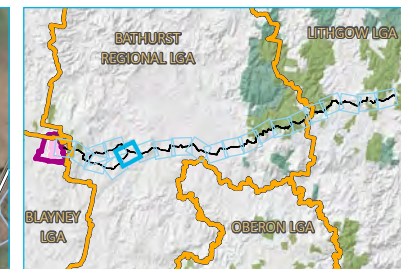 BATHURST
REGIONAL LGA
LITHGOW LGA
BLAYNEY
LGA
OBERON LGA